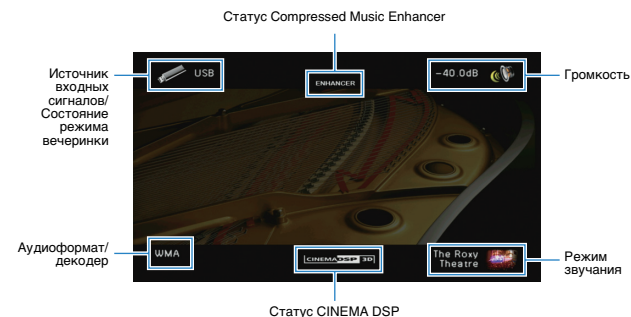 Статус Compressed Music Enhancer
Источник
входных
сигналов/
Состояние
режима
вечеринки
USB
ENHANCER
-40.0dB
Громкость
Аудиоформат/
декодер
WMA
CINEMA DSP 3D
The Roxy
Theatre
Режим
звучания
Статус CINEMA DSP